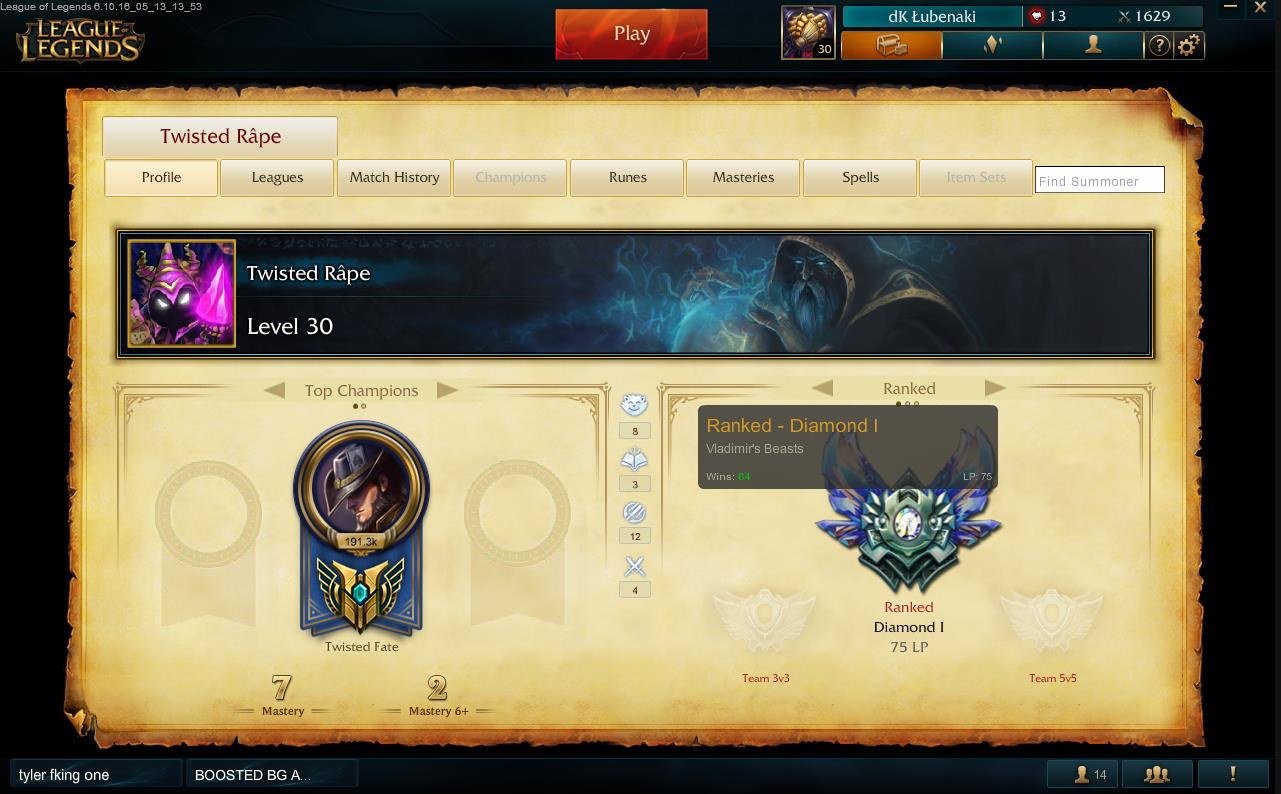 League of Legends 6.10.16_05_13_13_53
LEAGUE OF LEGENDS
Play
30
dK Łubenaki
13
1629
?
Twisted Râpe
Profile
Leagues
Match History
Champions
Runes
Masteries
Spells
Item Sets
Find Summoner
Twisted Râpe
Level 30
Top Champions
Ranked
8
3
12
4
Ranked - Diamond I
Vladimir's Beasts
Wins: 64
LP: 75
191.3k
Twisted Fate
7
Mastery
2
Mastery 6+
Ranked
Diamond I
75 LP
Team 3v3
Team 5v5
tyler fking one
BOOSTED BG A...
14
!